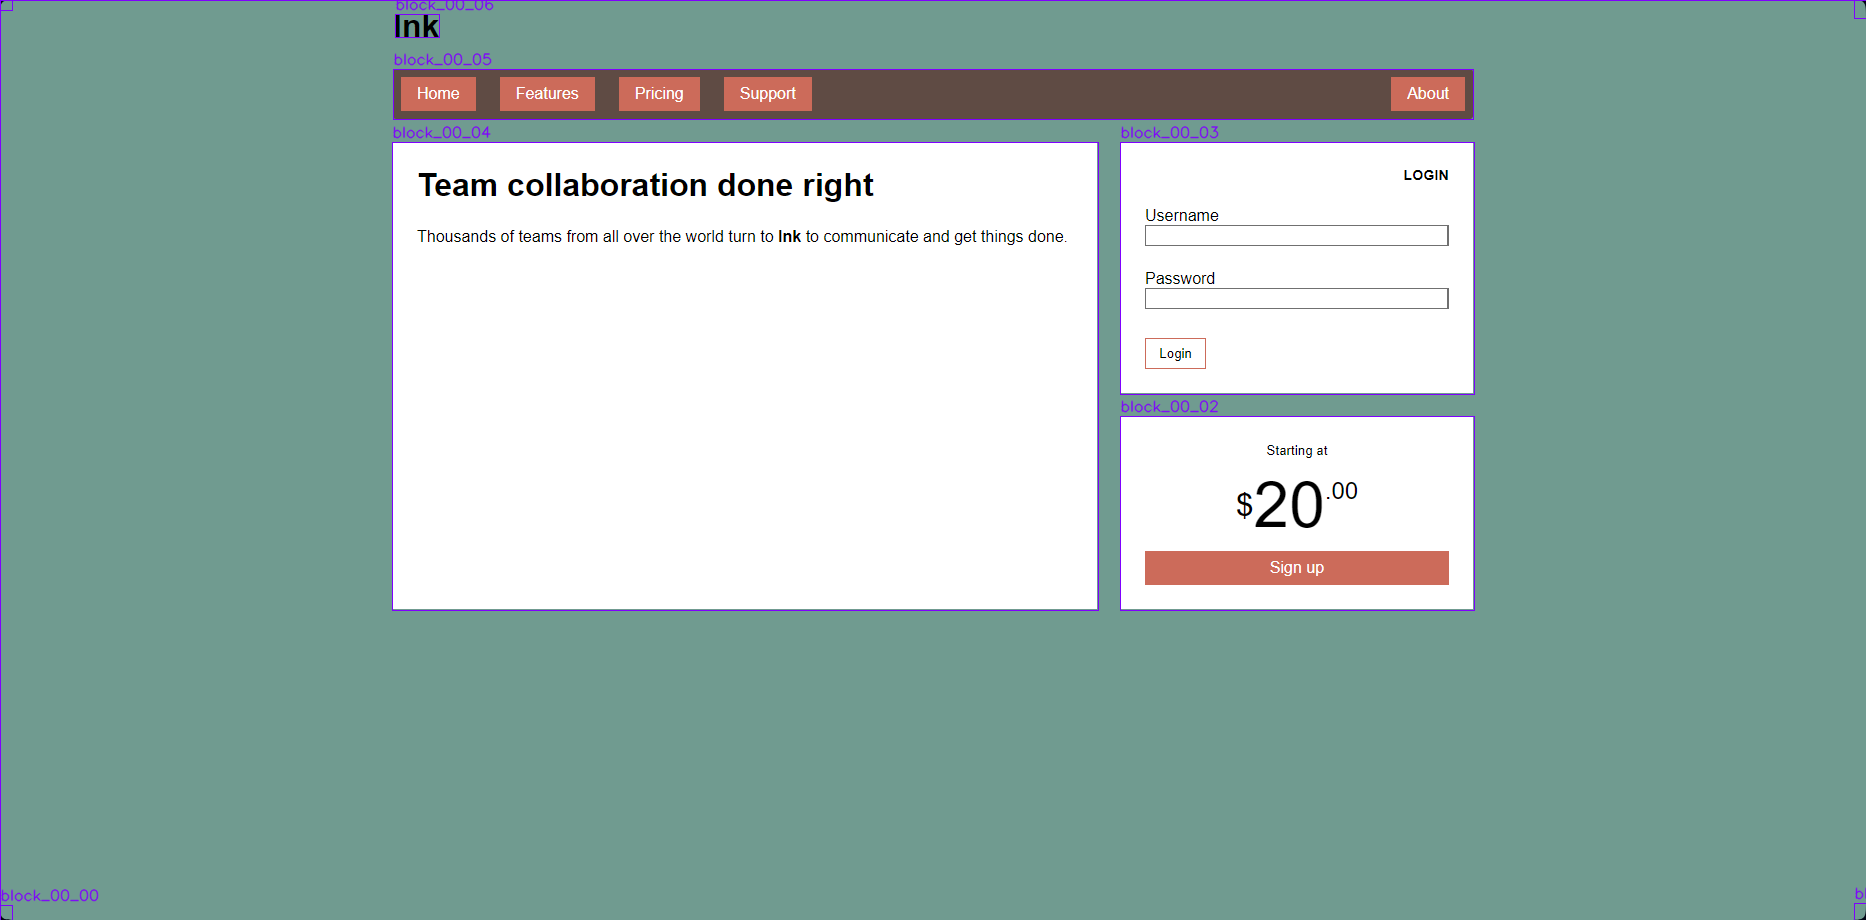 block_00_06
Ink
block_00_05
Home Features Pricing Support About
block_00_04
Team collaboration done right
Thousands of teams from all over the world turn to Ink to communicate and get things done.
block_00_03
LOGIN
Username
Password
Login
block_00_02
Starting at
$20.00
Sign up
block_00_00